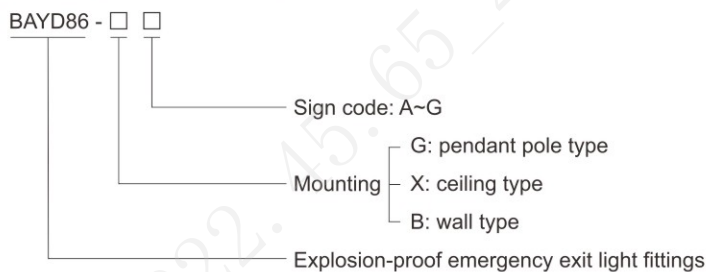 BAYD86 - □ □
Sign code: A~G
G: pendant pole type
Mounting
X: ceiling type
B: wall type
Explosion-proof emergency exit light fittings